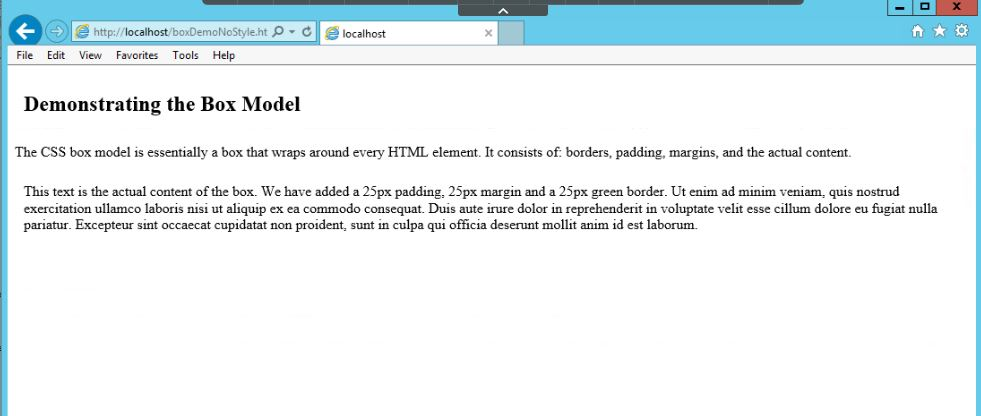 http://localhost/boxDemoNoStyle.ht
localhost
File Edit View Favorites Tools Help
Demonstrating the Box Model
The CSS box model is essentially a box that wraps around every HTML element. It consists of: borders, padding, margins, and the actual content.
This text is the actual content of the box. We have added a 25px padding, 25px margin and a 25px green border. Ut enim ad minim veniam, quis nostrud
exercitation ullamco laboris nisi ut aliquip ex ea commodo consequat. Duis aute irure dolor in reprehenderit in voluptate velit esse cillum dolore eu fugiat nulla
pariatur. Excepteur sint occaecat cupidatat non proident, sunt in culpa qui officia deserunt mollit anim id est laborum.